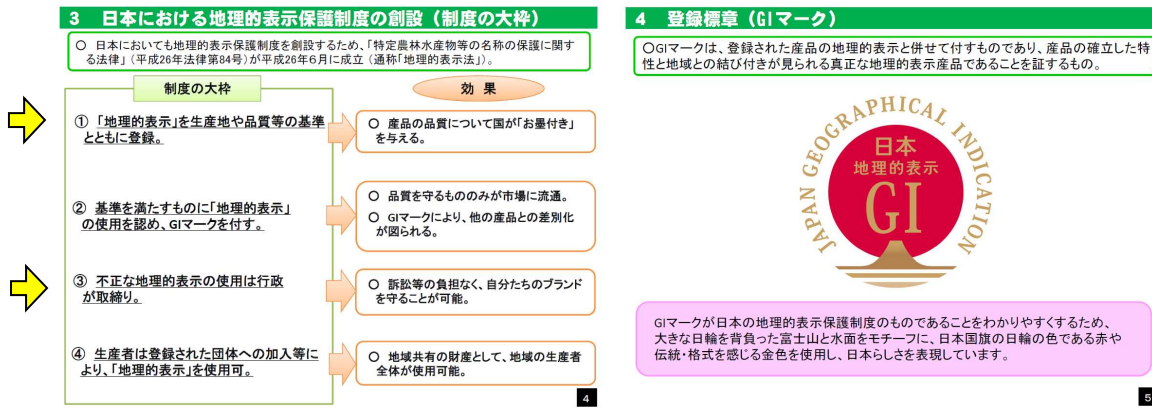 3 日本における地理的表示保護制度の創設（制度の大枠）
○ 日本においても地理的表示保護制度を創設するため、「特定農林水産物等の名称の保護に関す
る法律」（平成26年法律第84号）が平成26年6月に成立（通称「地理的表示法」）。
制度の大枠
効 果
① 「地理的表示」を生産地や品質等の基準
とともに登録。
○ 産品の品質について国が「お墨付き」
を与える。
② 基準を満たすものに「地理的表示」
の使用を認め、GIマークを付す。
○ 品質を守るもののみが市場に流通。
○ GIマークにより、他の産品との差別化
が図られる。
③ 不正な地理的表示の使用は行政
が取締り。
○ 訴訟等の負担なく、自分たちのブランド
を守ることが可能。
④ 生産者は登録された団体への加入等に
より、「地理的表示」を使用可。
○ 地域共有の財産として、地域の生産者
全体が使用可能。
4
4 登録標章（GIマーク）
○GIマークは、登録された産品の地理的表示と併せて付すものであり、産品の確立した特
性と地域との結び付きが見られる真正な地理的表示産品であることを証するもの。
JAPAN GEOGRAPHICAL INDICATION
日本
地理的表示
GI
GIマークが日本の地理的表示保護制度のものであることをわかりやすくするため、
大きな日輪を背負った富士山と水面をモチーフに、日本国旗の日輪の色である赤や
伝統・格式を感じる金色を使用し、日本らしさを表現しています。
5